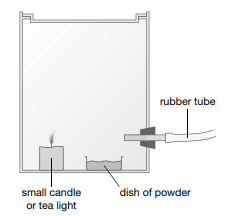 rubber tube
small candle
or tea light
dish of powder